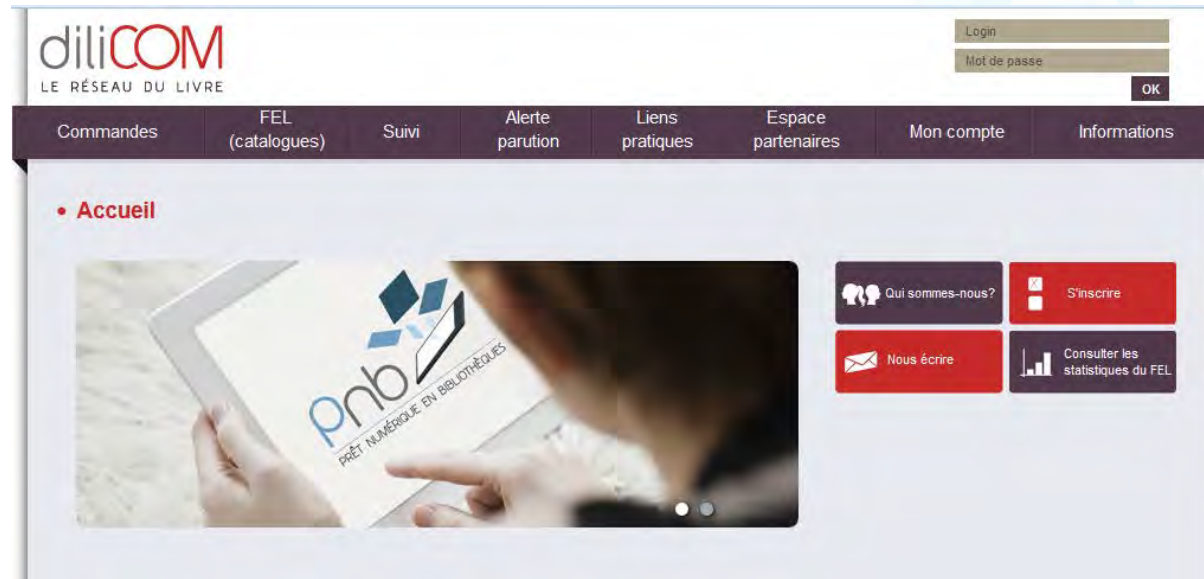 diliCOM
LE RÉSEAU DU LIVRE
Login
Mot de passe
OK
Commandes
FEL
(catalogues)
Suivi
Alerte
parution
Liens
pratiques
Espace
partenaires
Mon compte
Informations
• Accueil
pnb
PRÊT NUMÉRIQUE EN BIBLIOTHÈQUES
Qui sommes-nous?
S'inscrire
Nous écrire
Consulter les
statistiques du FEL